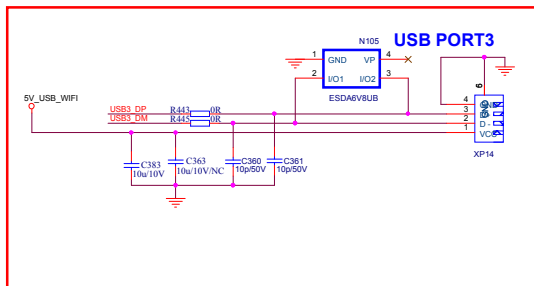 USB PORT3
N105
1 GND VP 4
2 I/O1 I/O2 3
ESDA6V8UB
5V_USB_WIFI
USB3_DP R443 0R
USB3_DM R445 0R
6
4 GND
3 D+
2 D -
1 VCC
XP14
C383
10u/10V
C363
10u/10V/NC
C360
10p/50V
C361
10p/50V